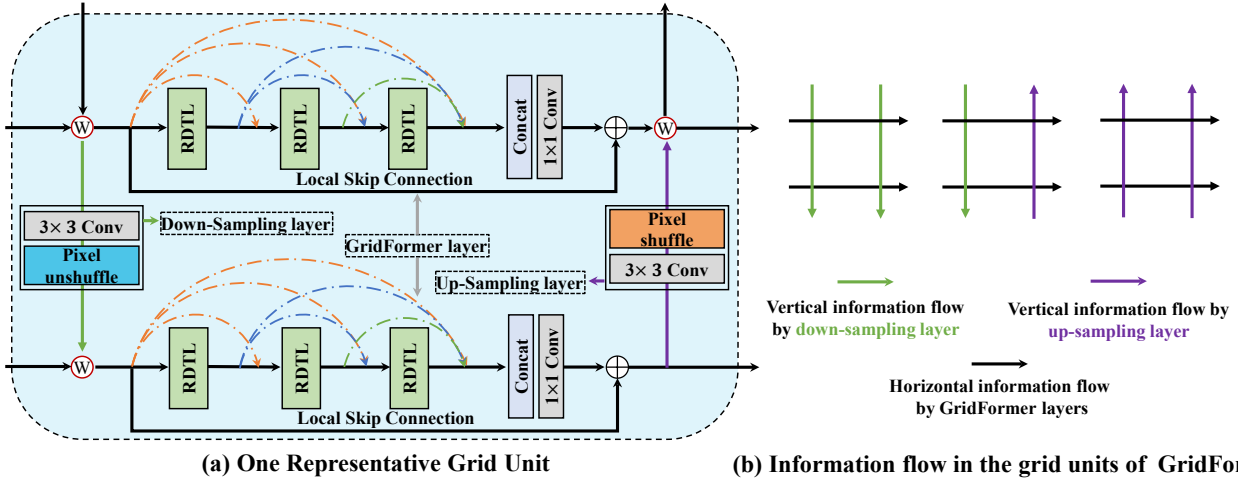 W
RDTL
RDTL
RDTL
Concat
1×1 Conv
W
Local Skip Connection
3× 3 Conv
Pixel
unshuffle
Down-Sampling layer
GridFormer layer
Up-Sampling layer
Pixel
shuffle
3× 3 Conv
W
RDTL
RDTL
RDTL
Concat
1×1 Conv
Local Skip Connection
(a) One Representative Grid Unit
Vertical information flow
by down-sampling layer
Vertical information flow by
up-sampling layer
Horizontal information flow
by GridFormer layers
(b) Information flow in the grid units of GridFor